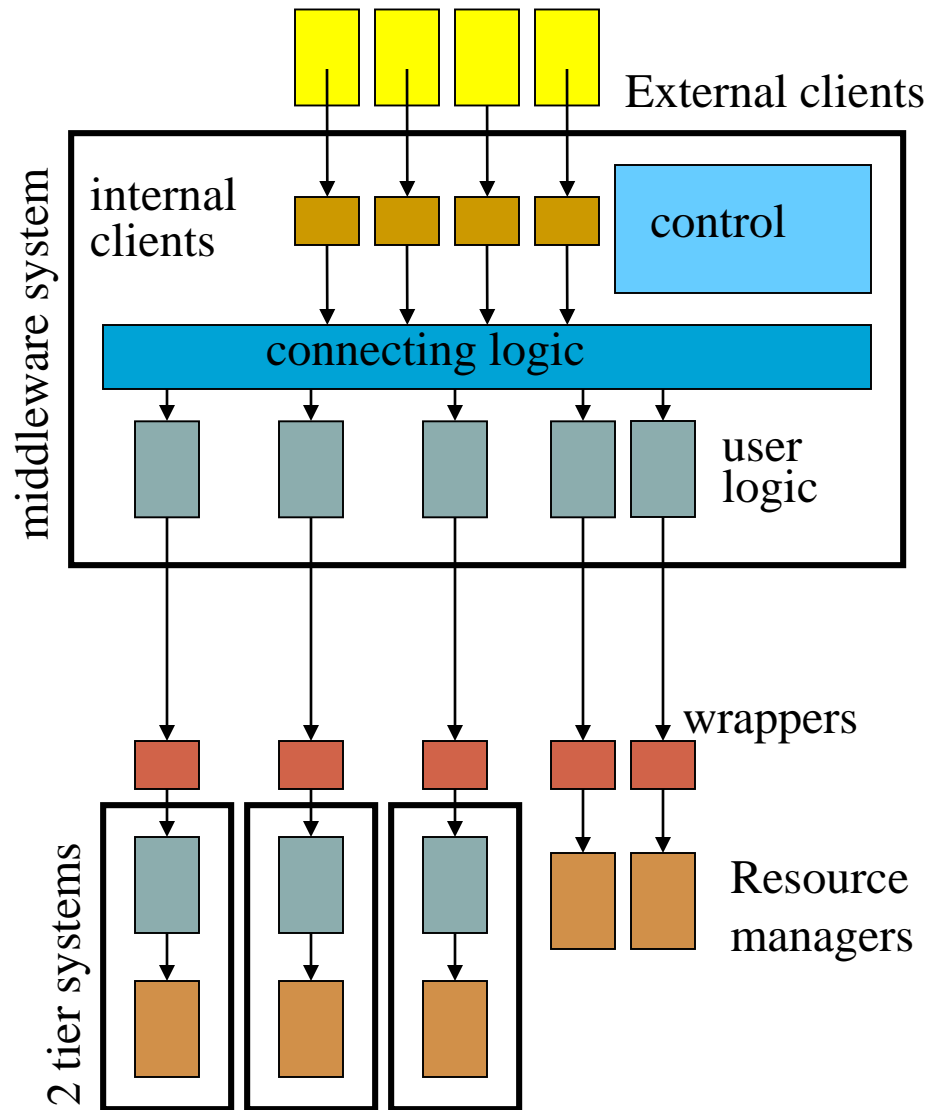 External clients
middleware system
internal
clients
control
connecting logic
user
logic
wrappers
2 tier systems
Resource
managers